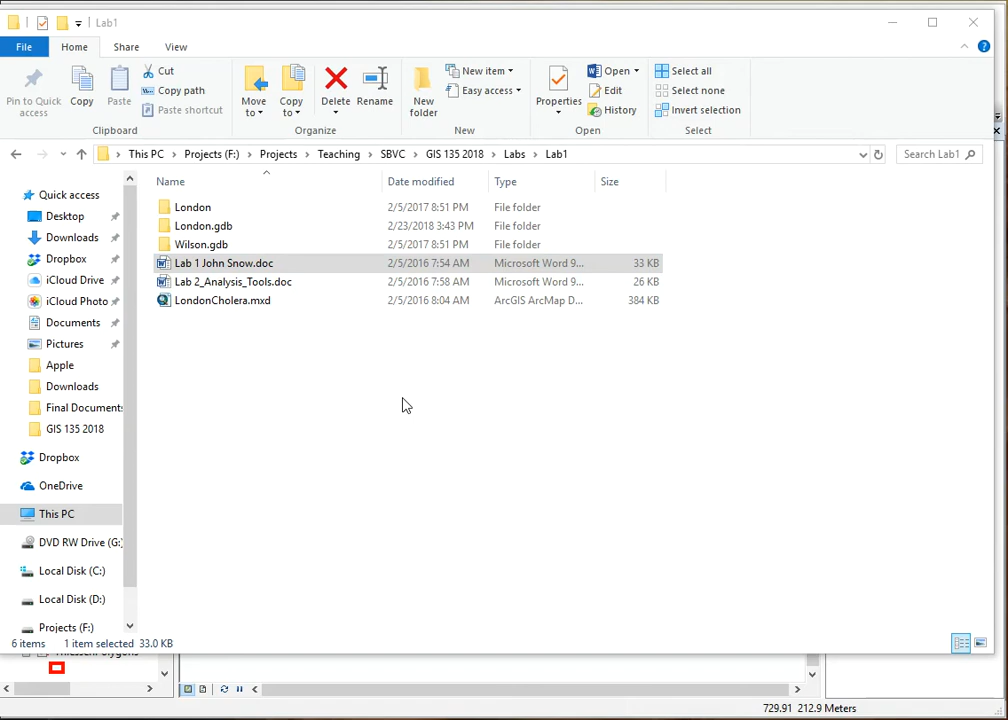 Lab1
File Home Share View
Pin to Quick access
Copy
Paste
Cut
Copy path
Paste shortcut
Clipboard
Move to
Copy to
Delete
Rename
Organize
New folder
New item
Easy access
New
Properties
Open
Edit
History
Open
Select all
Select none
Invert selection
Select
This PC Projects (F:) Projects Teaching SBVC GIS 135 2018 Labs Lab1
Search Lab1
Name Date modified Type Size
London 2/5/2017 8:51 PM File folder
London.gdb 2/23/2018 3:43 PM File folder
Wilson.gdb 2/5/2017 8:51 PM File folder
Lab 1 John Snow.doc 2/5/2016 7:54 AM Microsoft Word 9... 33 KB
Lab 2_Analysis_Tools.doc 2/5/2016 7:58 AM Microsoft Word 9... 26 KB
LondonCholera.mxd 2/5/2016 8:04 AM ArcGIS ArcMap D... 384 KB
Quick access
Desktop
Downloads
Dropbox
iCloud Drive
iCloud Photo
Documents
Pictures
Apple
Downloads
Final Document
GIS 135 2018
Dropbox
OneDrive
This PC
DVD RW Drive (G:
Local Disk (C:)
Local Disk (D:)
Projects (F:)
6 items 1 item selected 33.0 KB
729.91 212.9 Meters